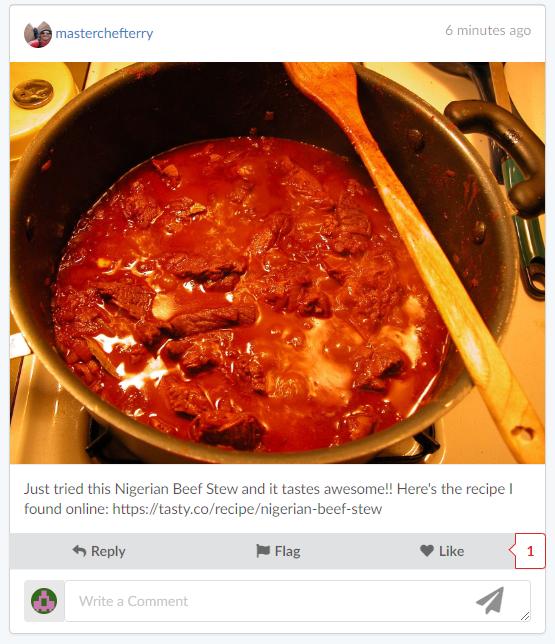 masterchefterry
6 minutes ago
Just tried this Nigerian Beef Stew and it tastes awesome!! Here's the recipe I
found online: https://tasty.co/recipe/nigerian-beef-stew
Reply
Flag
Like
1
Write a Comment